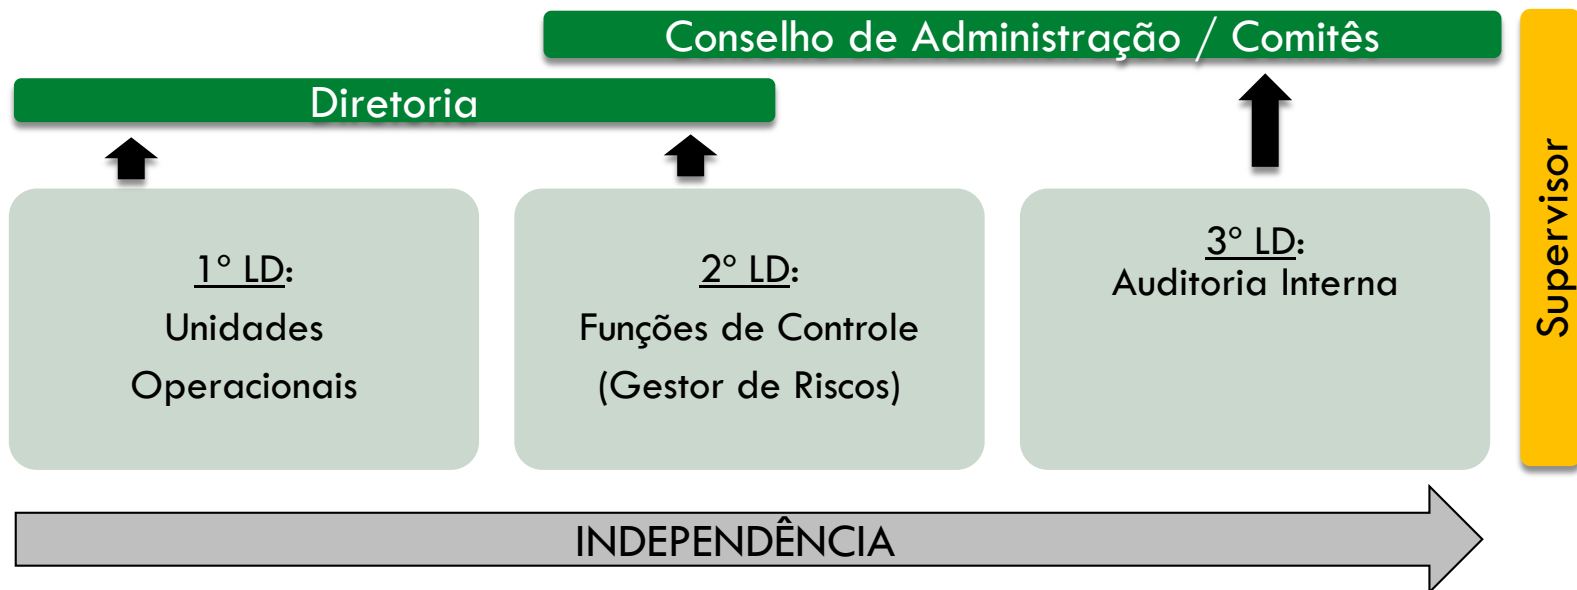 Conselho de Administração / Comitês
Diretoria
1° LD:
Unidades
Operacionais
2° LD:
Funções de Controle
(Gestor de Riscos)
3° LD:
Auditoria Interna
Supervisor
INDEPENDÊNCIA